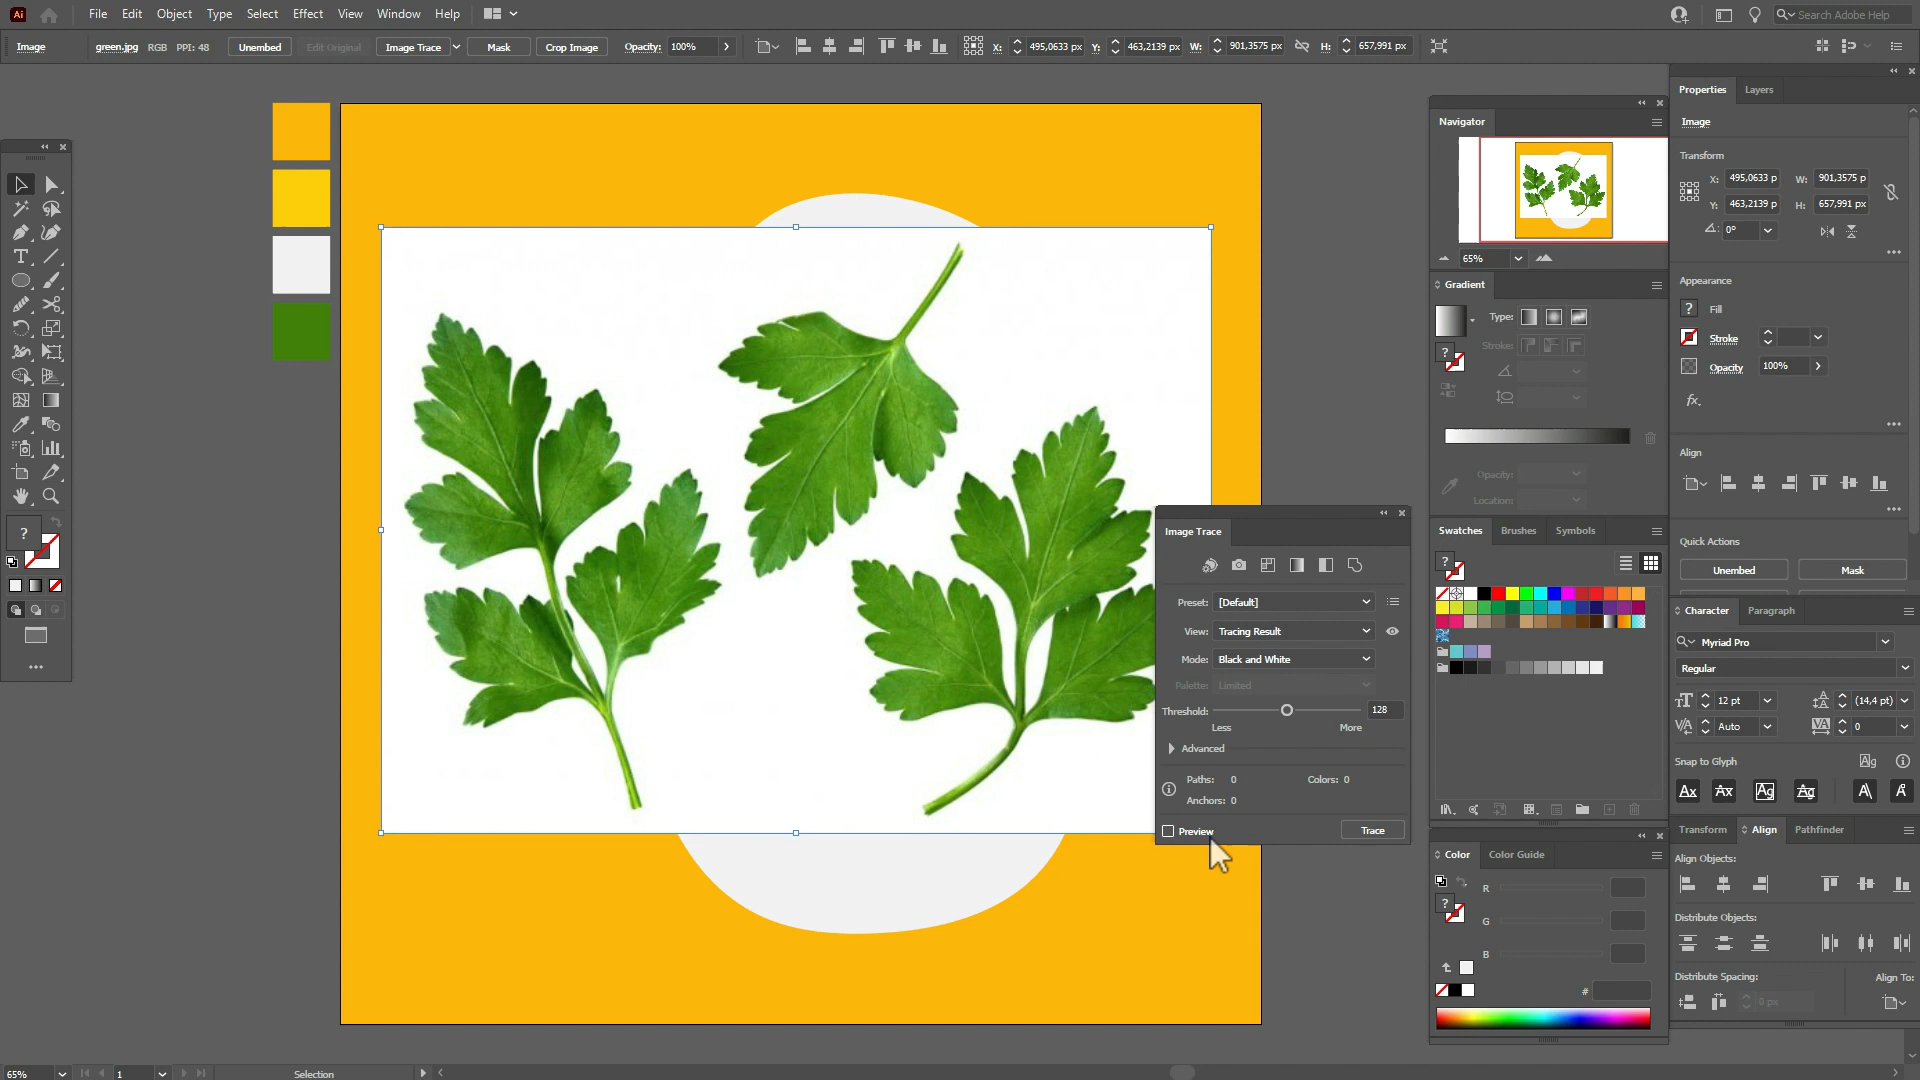 Ai File Edit Object Type Select Effect View Window Help Search Adobe Help
Image green.jpg RGB PPI: 48 Unembed Edit Original Image Trace Mask Crop Image Opacity: 100% X: 495,0633 px Y: 463,2139 px W: 901,3575 px H: 657,991 px
Navigator
65%
Gradient
Type:
Stroke:
Opacity:
Location:
Swatches Brushes Symbols
Color Color Guide
R
G
B
#
Properties Layers
Image
Transform
X: 495,0633 p W: 901,3575 p
Y: 463,2139 p H: 657,991 px
0°
Appearance
? Fill
Stroke
Opacity 100%
fx.
Align
Quick Actions
Unembed Mask
Character Paragraph
Myriad Pro
Regular
12 pt (14,4 pt)
Auto 0
Snap to Glyph
Transform Align Pathfinder
Align Objects:
Distribute Objects:
Distribute Spacing: Align To:
0 px
Image Trace
Preset: [Default]
View: Tracing Result
Mode: Black and White
Palette: Limited
Threshold: 128
Less More
Advanced
Paths: 0 Colors: 0
Anchors: 0
Preview Trace
65% 1 Selection